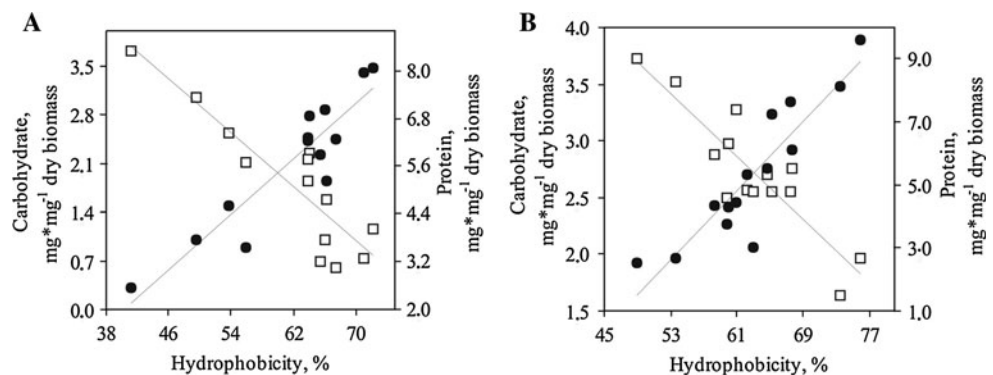 A
Carbohydrate,
mg*mg⁻¹ dry biomass
3.5
2.8
2.1
1.4
0.7
0.0
38 46 54 62 70
Hydrophobicity, %
8.0
6.8
5.6
4.4
3.2
2.0
Protein,
mg*mg⁻¹ dry biomass
B
Carbohydrate,
mg*mg⁻¹ dry biomass
4.0
3.5
3.0
2.5
2.0
1.5
45 53 61 69 77
Hydrophobicity, %
9.0
7.0
5.0
3.0
1.0
Protein,
mg*mg⁻¹ dry biomass